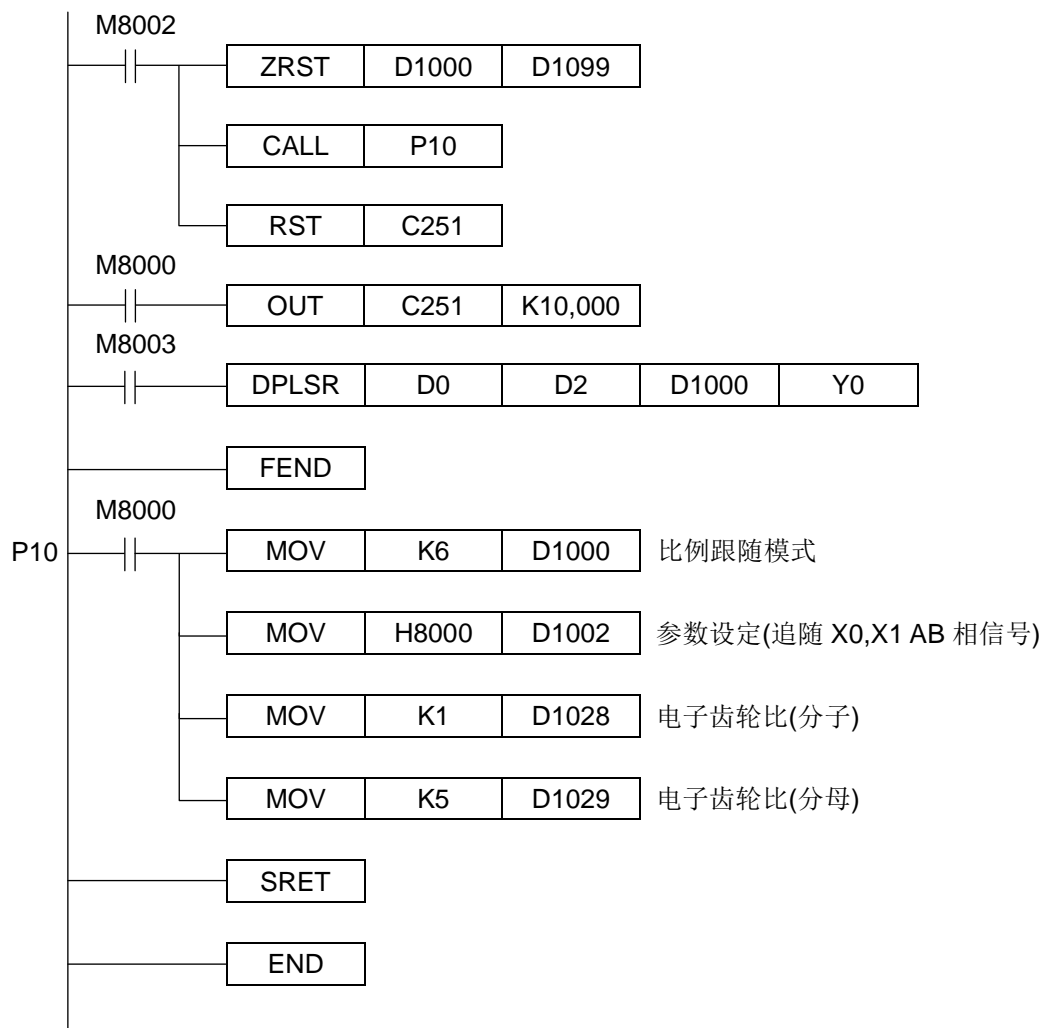 M8002
ZRST D1000 D1099
CALL P10
RST C251
M8000
OUT C251 K10,000
M8003
DPLSR D0 D2 D1000 Y0
FEND
M8000
P10 MOV K6 D1000 比例跟随模式
MOV H8000 D1002 参数设定(追随 X0,X1 AB 相信号)
MOV K1 D1028 电子齿轮比(分子)
MOV K5 D1029 电子齿轮比(分母)
SRET
END